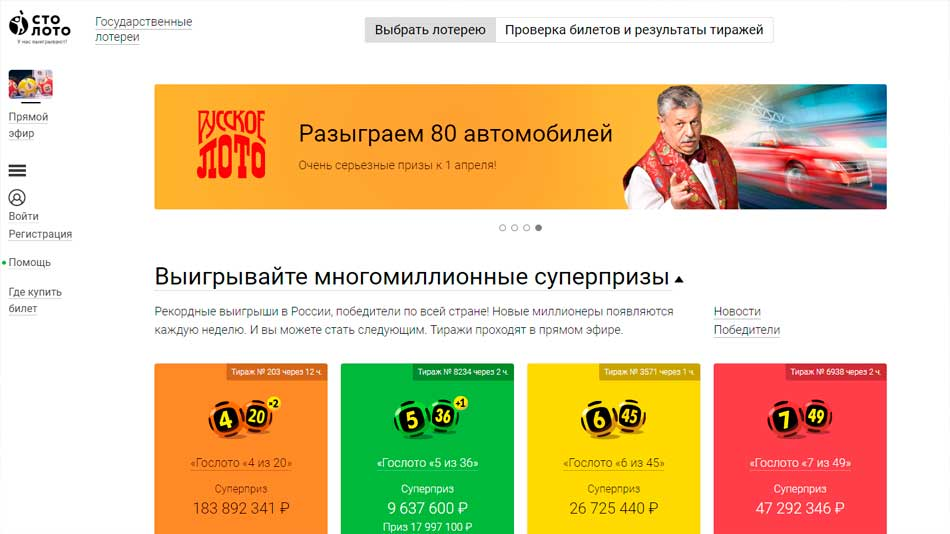 СТО
ЛОТО
У нас выигрывают!
Государственные
лотереи
Выбрать лотерею
Проверка билетов и результаты тиражей
Прямой
эфир
Войти
Регистрация
Помощь
Где купить
билет
РУССКОЕ
ЛОТО
Разыграем 80 автомобилей
Очень серьезные призы к 1 апреля!
Выигрывайте многомиллионные суперпризы
Рекордные выигрыши в России, победители по всей стране! Новые миллионеры появляются
каждую неделю. И вы можете стать следующим. Тиражи проходят в прямом эфире.
Новости
Победители
Тираж № 203 через 12 ч.
4 20 ×2
«Гослото «4 из 20»
Суперприз
183 892 341 ₽
Тираж № 8234 через 2 ч.
5 36 +1
«Гослото «5 из 36»
Суперприз
9 637 600 ₽
Приз 17 997 100 ₽
Тираж № 3571 через 1 ч.
6 45
«Гослото «6 из 45»
Суперприз
26 725 440 ₽
Тираж № 6938 через 2 ч.
7 49
«Гослото «7 из 49»
Суперприз
47 292 346 ₽